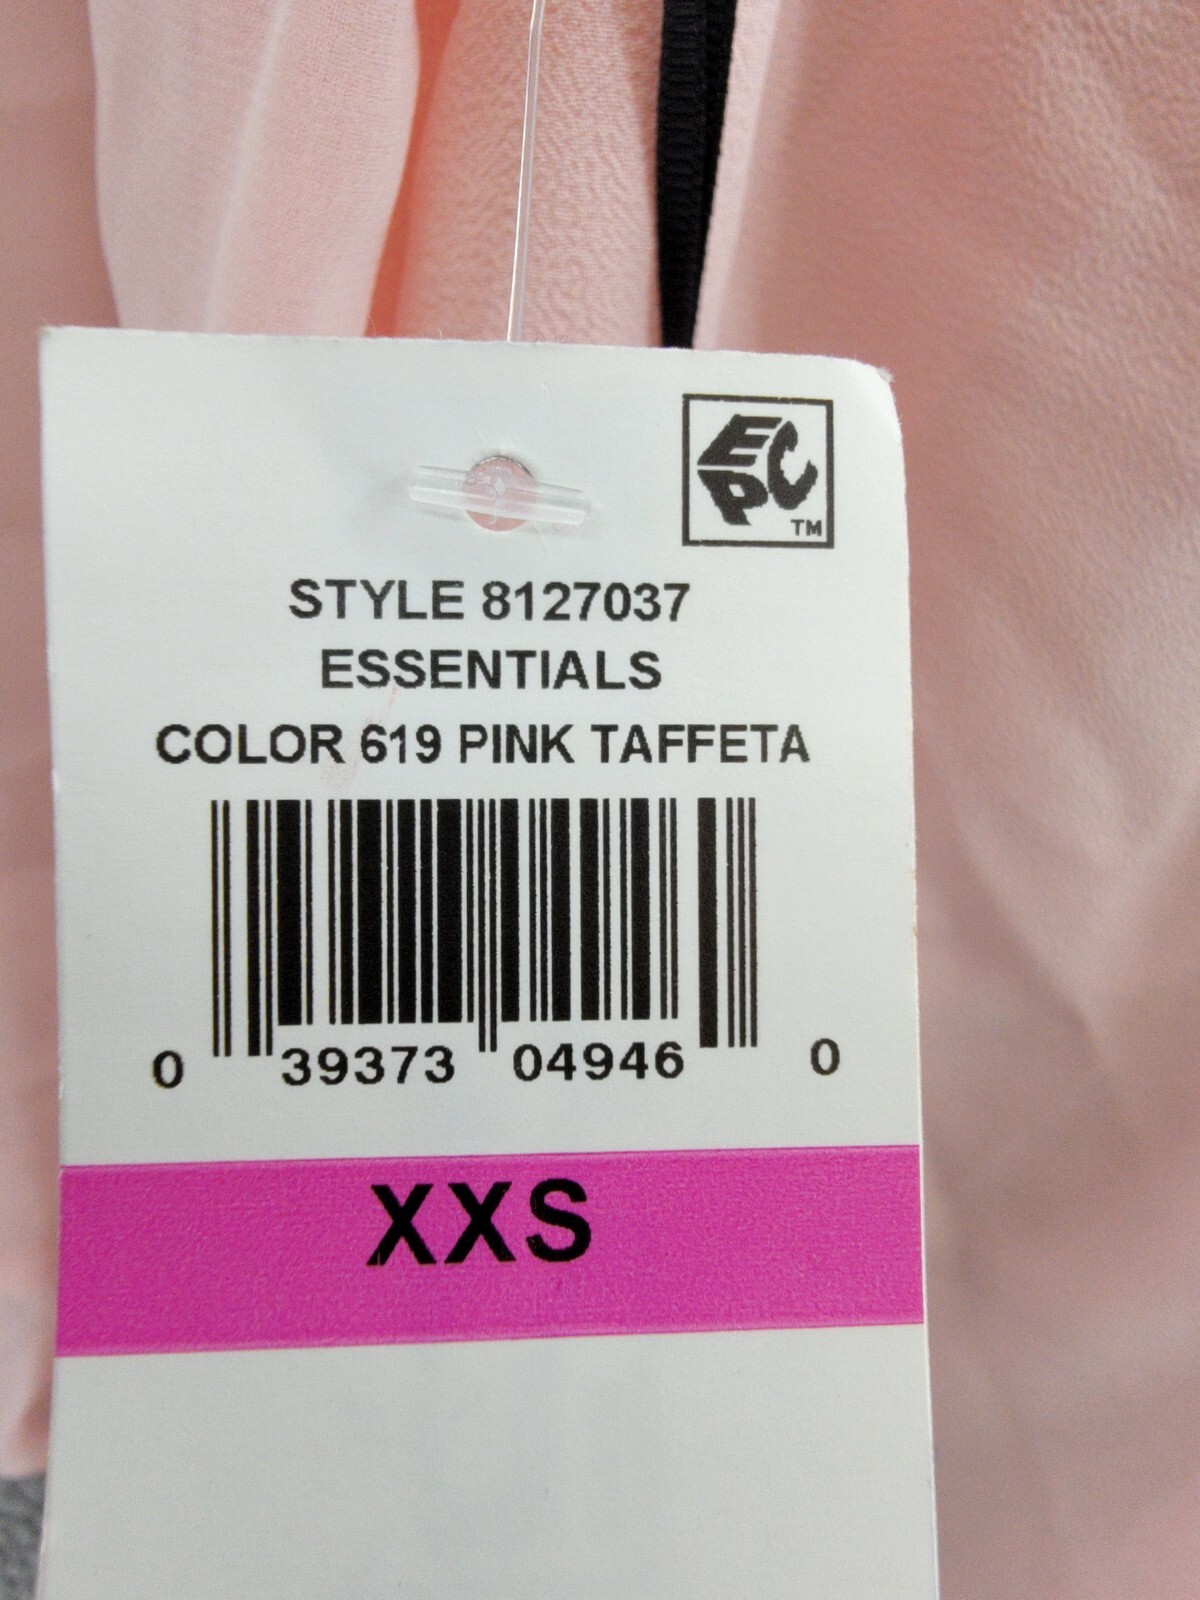 EPC
TM
STYLE 8127037
ESSENTIALS
COLOR 619 PINK TAFFETA
0 39373 04946 0
XXS